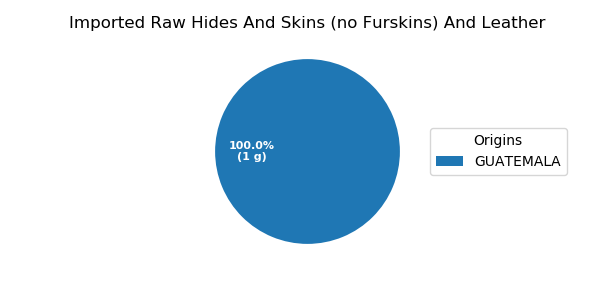 Imported Raw Hides And Skins (no Furskins) And Leather
100.0%
(1 g)
Origins
GUATEMALA